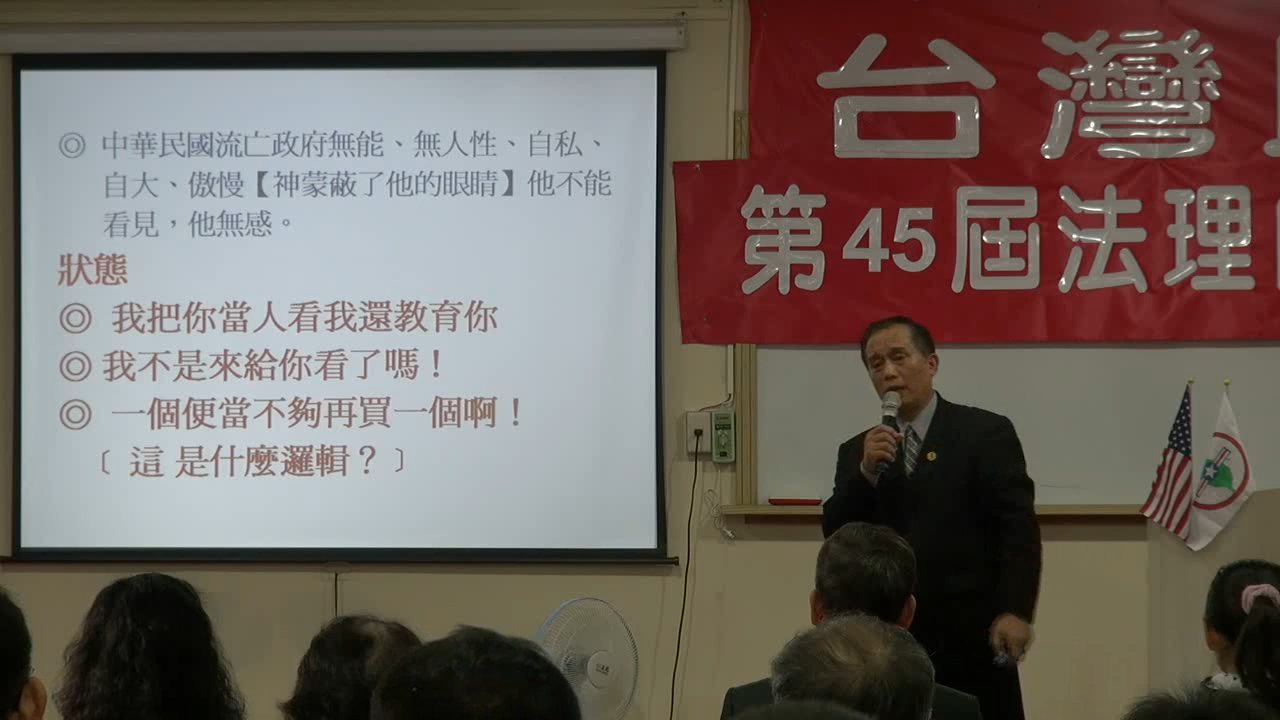 ◎ 中華民國流亡政府無能、無人性、自私、
自大、傲慢【神蒙蔽了他的眼睛】他不能
看見，他無感。
狀態
◎ 我把你當人看我還教育你
◎ 我不是來給你看了嗎！
◎ 一個便當不夠再買一個啊！
﹝ 這 是什麼邏輯？﹞
台灣
第45屆法理